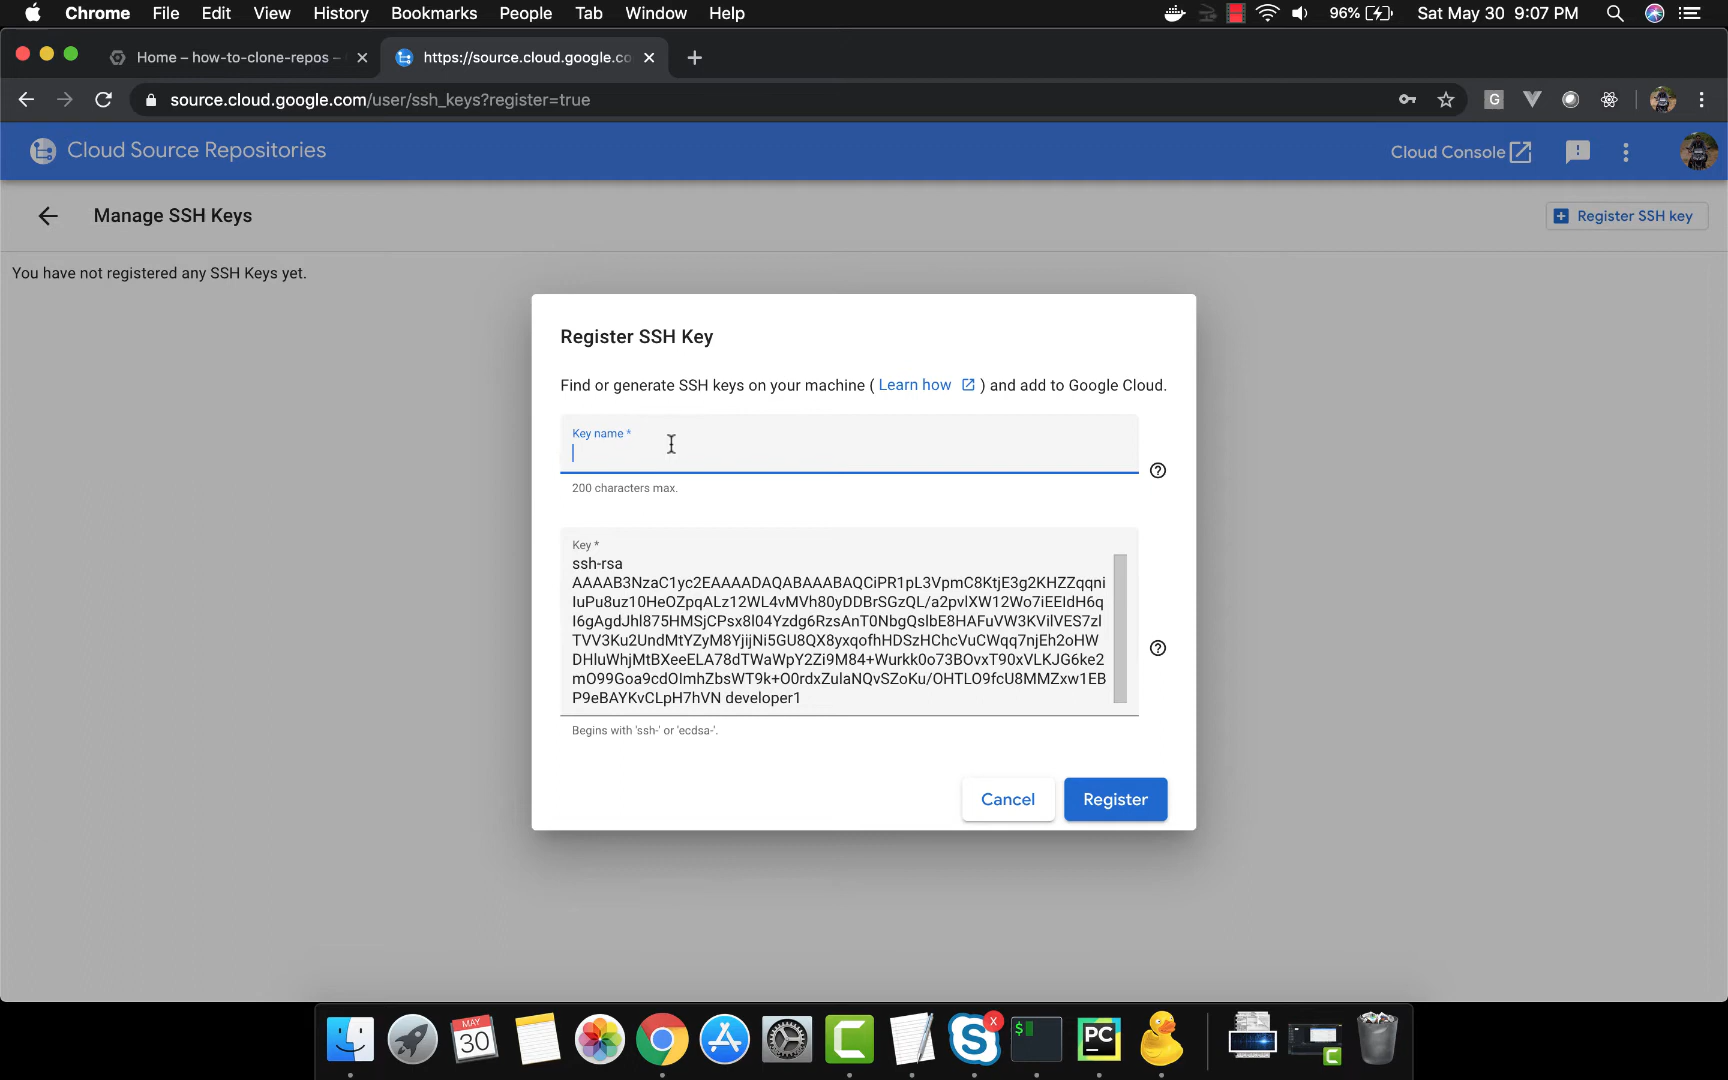 Chrome File Edit View History Bookmarks People Tab Window Help 96% Sat May 30 9:07 PM
Home – how-to-clone-repos –
https://source.cloud.google.co
source.cloud.google.com/user/ssh_keys?register=true
G
Cloud Source Repositories
Cloud Console
Manage SSH Keys
Register SSH key
You have not registered any SSH Keys yet.
Register SSH Key
Find or generate SSH keys on your machine ( Learn how ) and add to Google Cloud.
Key name *
200 characters max.
Key *
ssh-rsa
AAAAB3NzaC1yc2EAAAADAQABAAABAQCiPR1pL3VpmC8KtjE3g2KHZZqqni
IuPu8uz10HeOZpqALz12WL4vMVh80yDDBrSGzQL/a2pvlXW12Wo7iEEIdH6q
I6gAgdJhl875HMSjCPsx8l04Yzdg6RzsAnT0NbgQslbE8HAFuVW3KVilVES7zl
TVV3Ku2UndMtYZyM8YjijNi5GU8QX8yxqofhHDSzHChcVuCWqq7njEh2oHW
DHluWhjMtBXeeELA78dTWaWpY2Zi9M84+Wurkk0o73BOvxT90xVLKJG6ke2
mO99Goa9cdOImhZbsWT9k+O0rdxZulaNQvSZoKu/OHTLO9fcU8MMZxw1EB
P9eBAYKvCLpH7hVN developer1
Begins with 'ssh-' or 'ecdsa-'.
Cancel
Register
MAY
30
x
$
PC